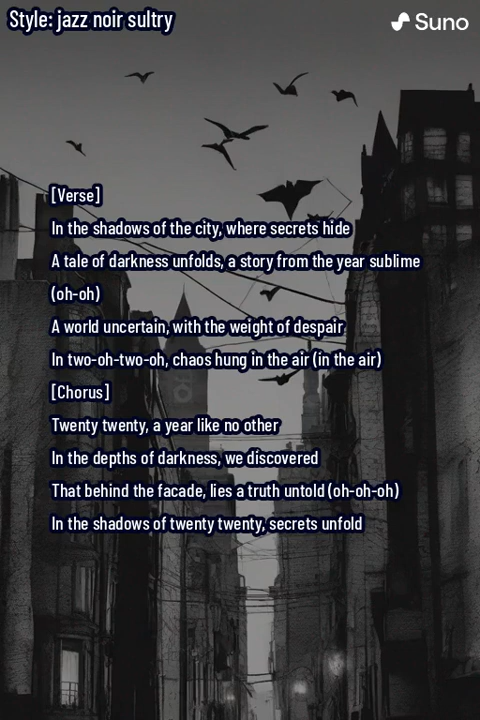 Style: jazz noir sultry
Suno
[Verse]
In the shadows of the city, where secrets hide
A tale of darkness unfolds, a story from the year sublime
(oh-oh)
A world uncertain, with the weight of despair
In two-oh-two-oh, chaos hung in the air (in the air)
[Chorus]
Twenty twenty, a year like no other
In the depths of darkness, we discovered
That behind the facade, lies a truth untold (oh-oh-oh)
In the shadows of twenty twenty, secrets unfold